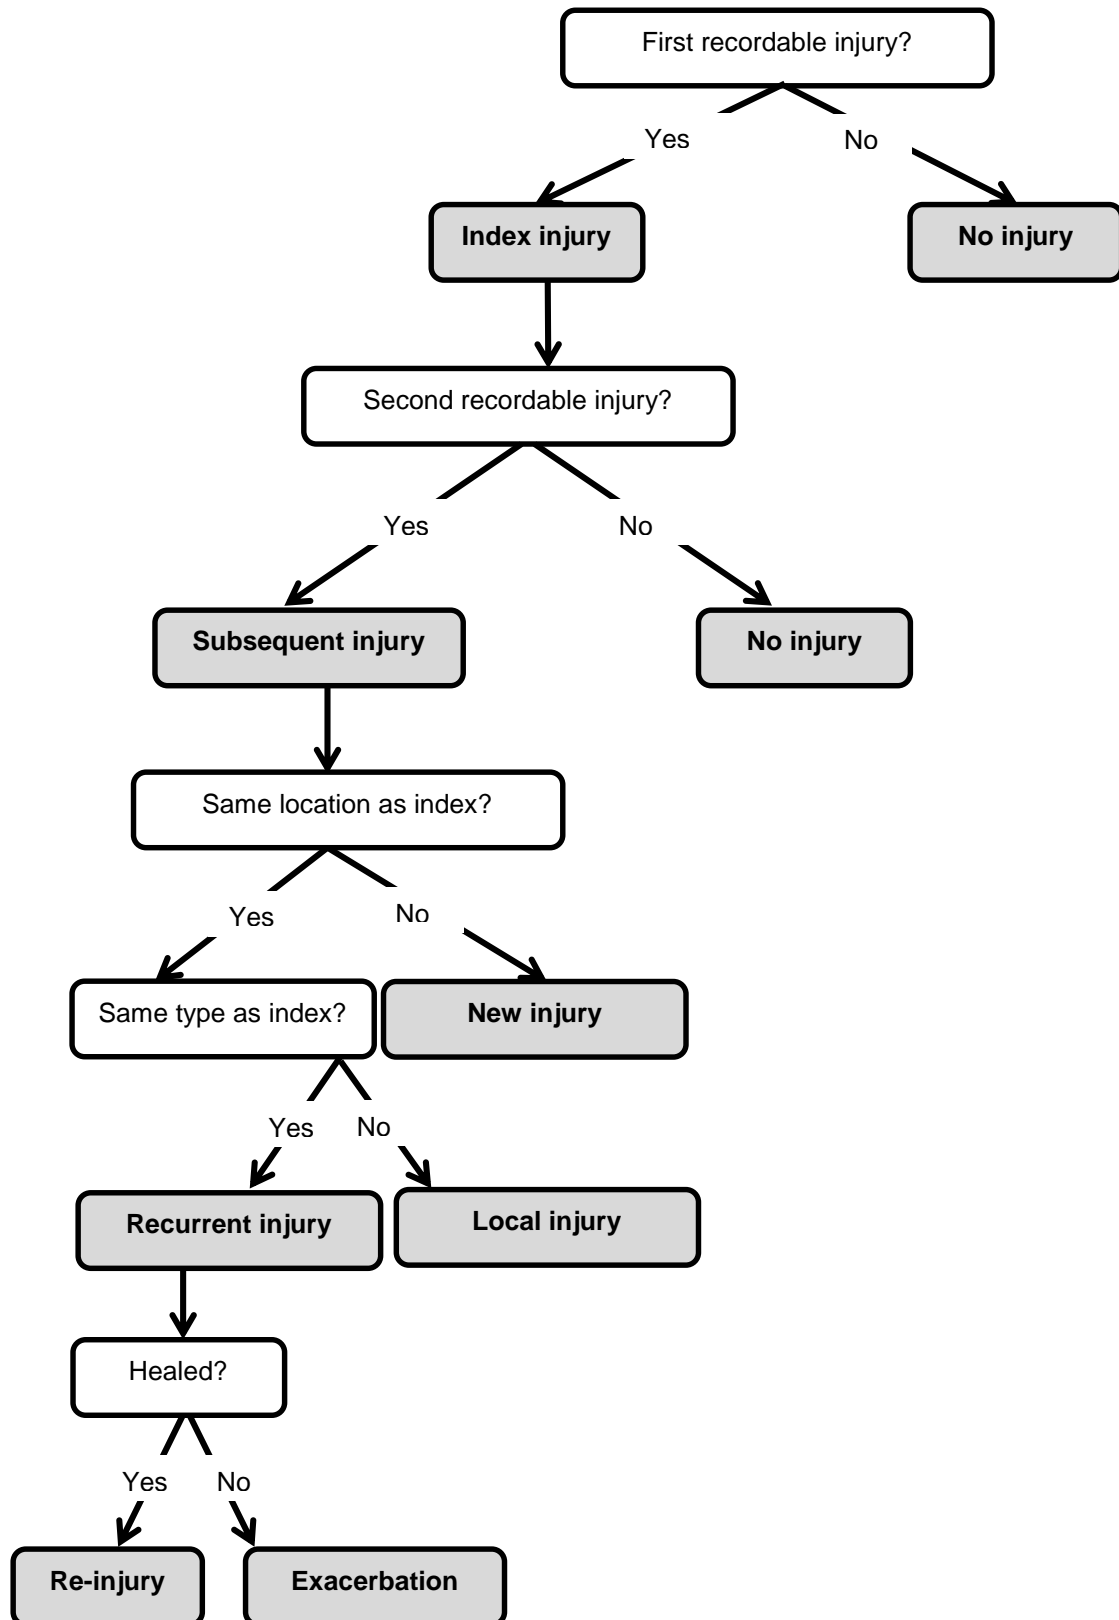 First recordable injury?
Yes
No
Index injury
No injury
Second recordable injury?
Yes
No
Subsequent injury
No injury
Same location as index?
Yes
No
Same type as index?
New injury
Yes
No
Recurrent injury
Local injury
Healed?
Yes
No
Re-injury
Exacerbation